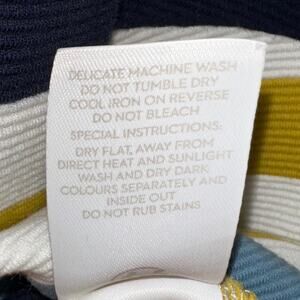 DELICATE MACHINE WASH
DO NOT TUMBLE DRY
COOL IRON ON REVERSE
DO NOT BLEACH
SPECIAL INSTRUCTIONS:
DRY FLAT, AWAY FROM
DIRECT HEAT AND SUNLIGHT
WASH AND DRY DARK
COLOURS SEPARATELY AND
INSIDE OUT
DO NOT RUB STAINS